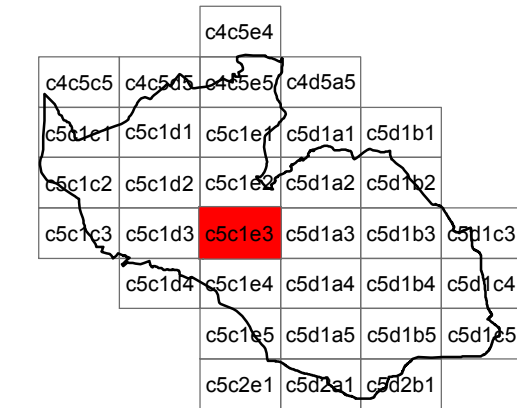 c4c5e4
c4c5c5 c4c5d5 c4c5e5 c4d5a5
c5c1c1 c5c1d1 c5c1e1 c5d1a1 c5d1b1
c5c1c2 c5c1d2 c5c1e2 c5d1a2 c5d1b2
c5c1c3 c5c1d3 c5c1e3 c5d1a3 c5d1b3 c5d1c3
c5c1d4 c5c1e4 c5d1a4 c5d1b4 c5d1c4
c5c1e5 c5d1a5 c5d1b5 c5d1c5
c5c2e1 c5d2a1 c5d2b1